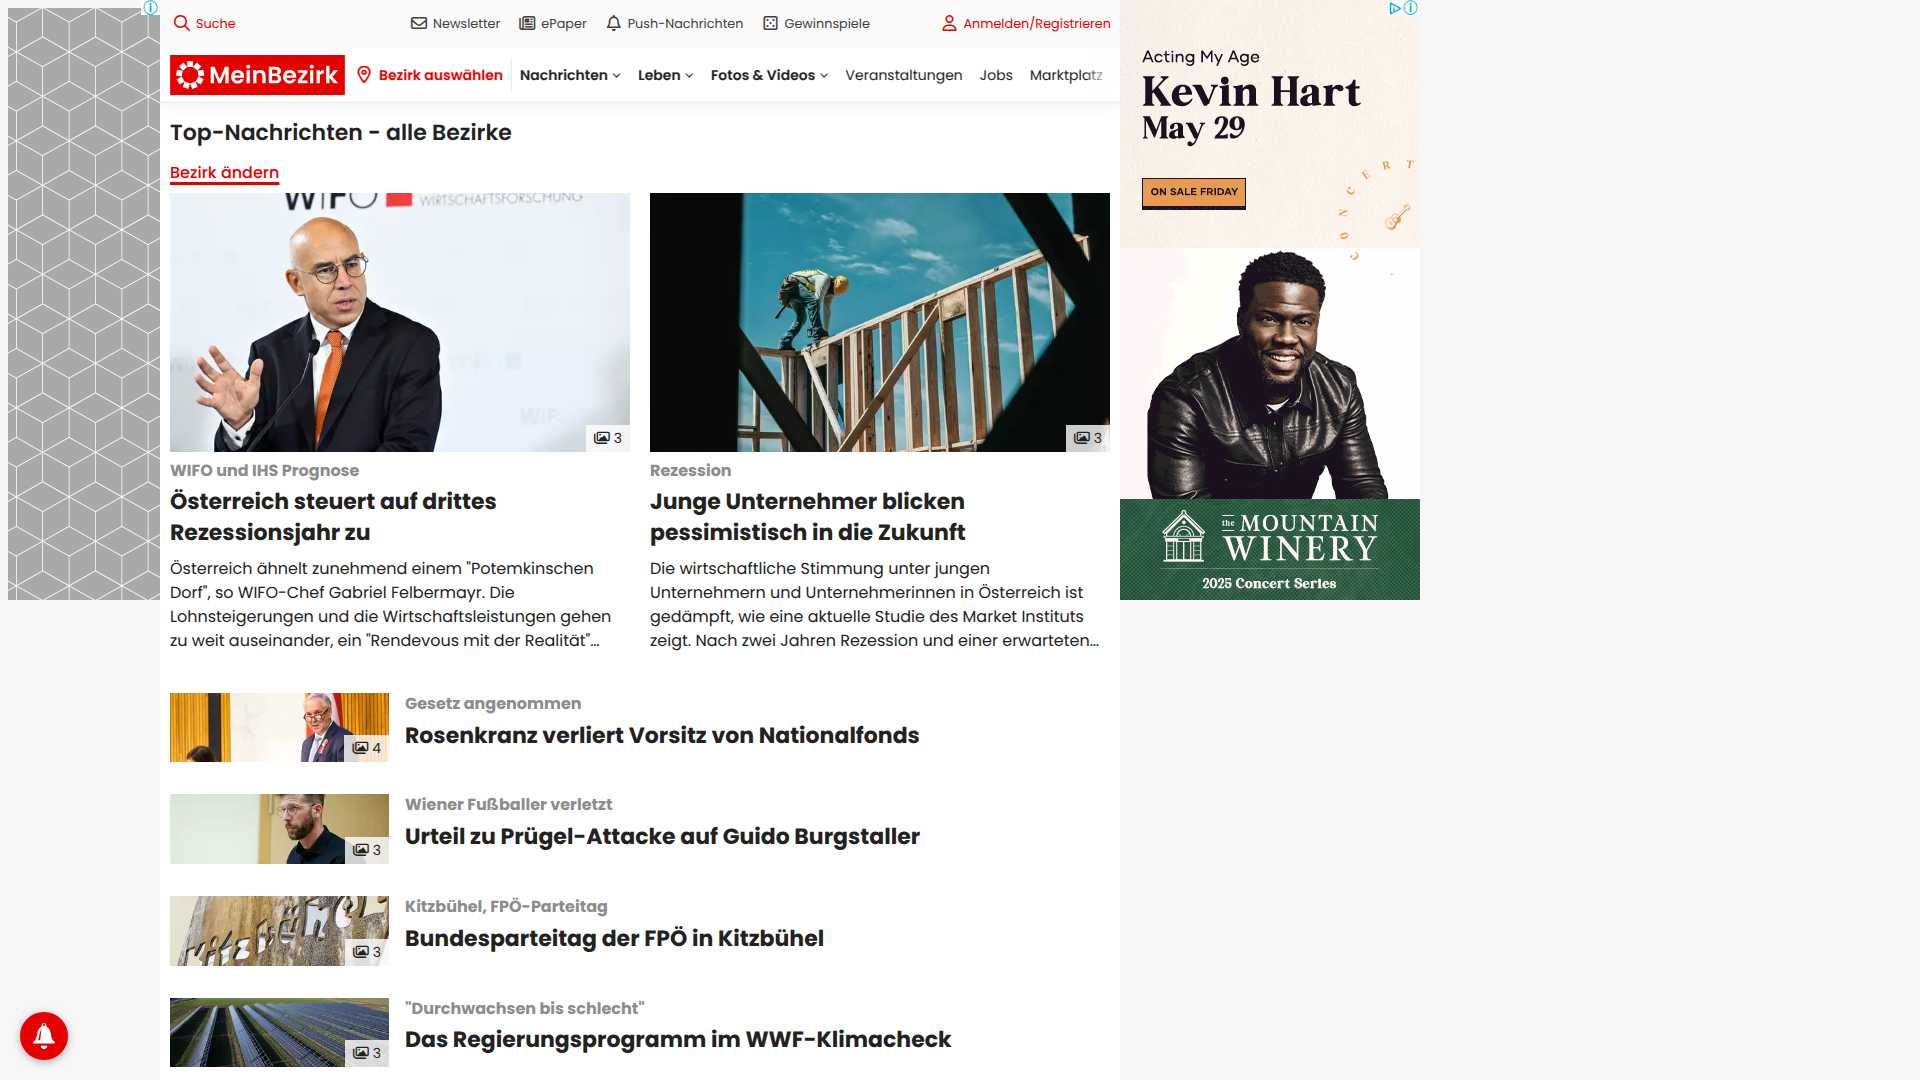 Suche
Newsletter
ePaper
Push-Nachrichten
Gewinnspiele
Anmelden/Registrieren
MeinBezirk
Bezirk auswählen
Nachrichten
Leben
Fotos & Videos
Veranstaltungen
Jobs
Marktplatz
Top-Nachrichten - alle Bezirke
Bezirk ändern
WIFO
WIRTSCHAFTSFORSCHUNG
3
WIFO und IHS Prognose
Österreich steuert auf drittes
Rezessionsjahr zu
Österreich ähnelt zunehmend einem "Potemkinschen
Dorf", so WIFO-Chef Gabriel Felbermayr. Die
Lohnsteigerungen und die Wirtschaftsleistungen gehen
zu weit auseinander, ein "Rendevous mit der Realität"...
3
Rezession
Junge Unternehmer blicken
pessimistisch in die Zukunft
Die wirtschaftliche Stimmung unter jungen
Unternehmern und Unternehmerinnen in Österreich ist
gedämpft, wie eine aktuelle Studie des Market Instituts
zeigt. Nach zwei Jahren Rezession und einer erwarteten...
4
Gesetz angenommen
Rosenkranz verliert Vorsitz von Nationalfonds
3
Wiener Fußballer verletzt
Urteil zu Prügel-Attacke auf Guido Burgstaller
3
Kitzbühel, FPÖ-Parteitag
Bundesparteitag der FPÖ in Kitzbühel
3
"Durchwachsen bis schlecht"
Das Regierungsprogramm im WWF-Klimacheck
Acting My Age
Kevin Hart
May 29
ON SALE FRIDAY
CONCERT
the MOUNTAIN
WINERY
2025 Concert Series